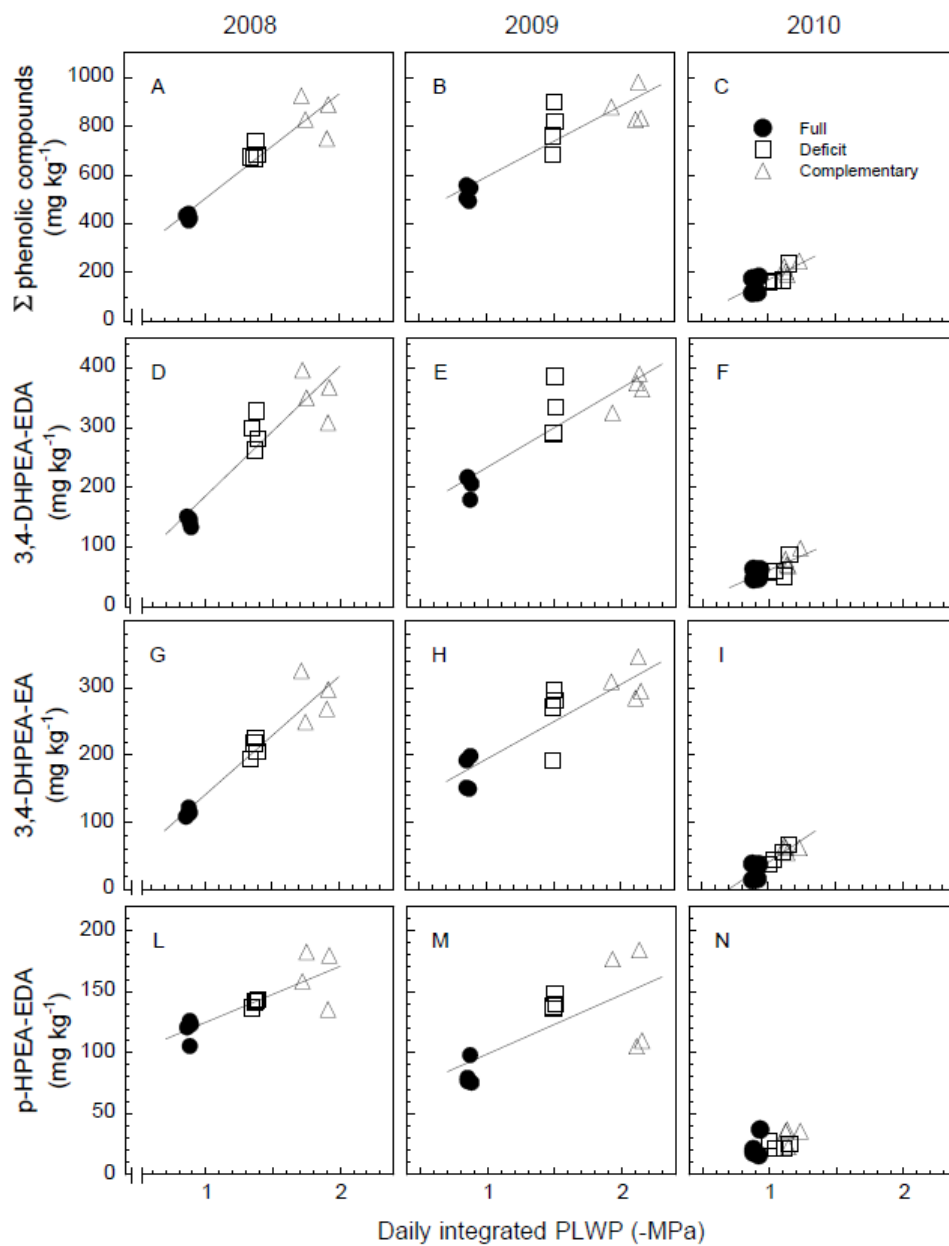 2008 2009 2010
A B C
1000
800
600
400
200
0
Σ phenolic compounds
(mg kg-1)
Full
Deficit
Complementary
D E F
400
300
200
100
0
3,4-DHPEA-EDA
(mg kg-1)
G H I
300
200
100
0
3,4-DHPEA-EA
(mg kg-1)
L M N
200
150
100
50
0
p-HPEA-EDA
(mg kg-1)
1 2 1 2 1 2
Daily integrated PLWP (-MPa)